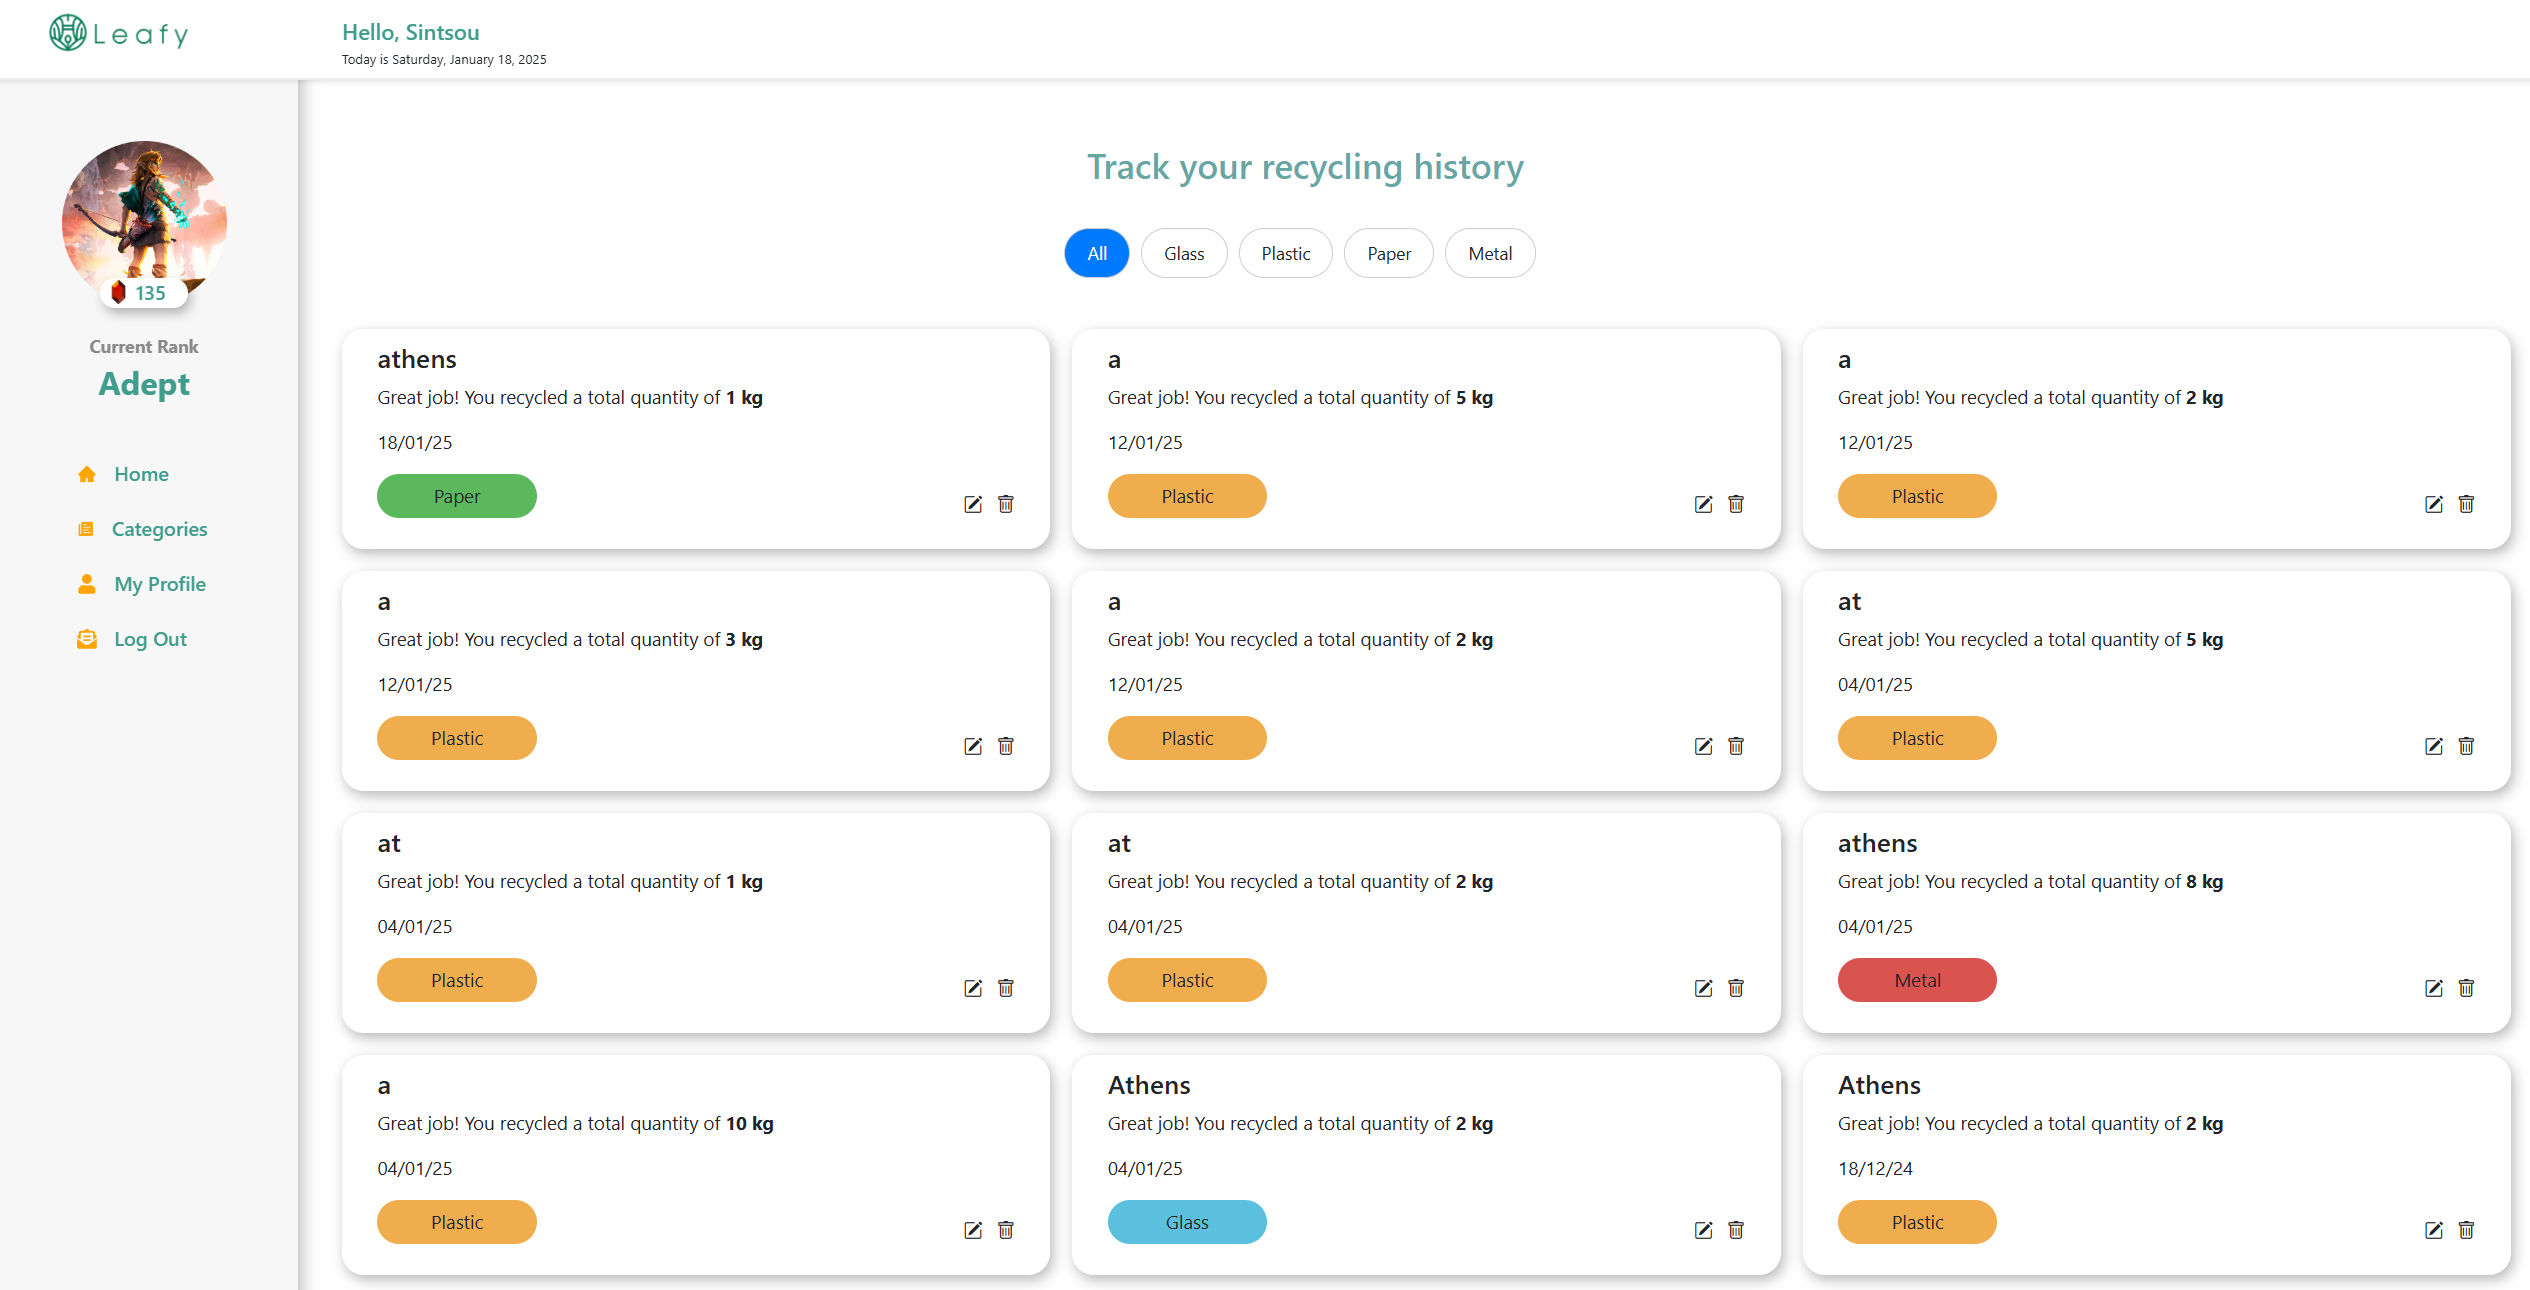 Leafy
Hello, Sintsou
Today is Saturday, January 18, 2025
135
Current Rank
Adept
Home
Categories
My Profile
Log Out
Track your recycling history
All Glass Plastic Paper Metal
athens
Great job! You recycled a total quantity of 1 kg
18/01/25
Paper
a
Great job! You recycled a total quantity of 5 kg
12/01/25
Plastic
a
Great job! You recycled a total quantity of 2 kg
12/01/25
Plastic
a
Great job! You recycled a total quantity of 3 kg
12/01/25
Plastic
a
Great job! You recycled a total quantity of 2 kg
12/01/25
Plastic
at
Great job! You recycled a total quantity of 5 kg
04/01/25
Plastic
at
Great job! You recycled a total quantity of 1 kg
04/01/25
Plastic
at
Great job! You recycled a total quantity of 2 kg
04/01/25
Plastic
athens
Great job! You recycled a total quantity of 8 kg
04/01/25
Metal
a
Great job! You recycled a total quantity of 10 kg
04/01/25
Plastic
Athens
Great job! You recycled a total quantity of 2 kg
04/01/25
Glass
Athens
Great job! You recycled a total quantity of 2 kg
18/12/24
Plastic